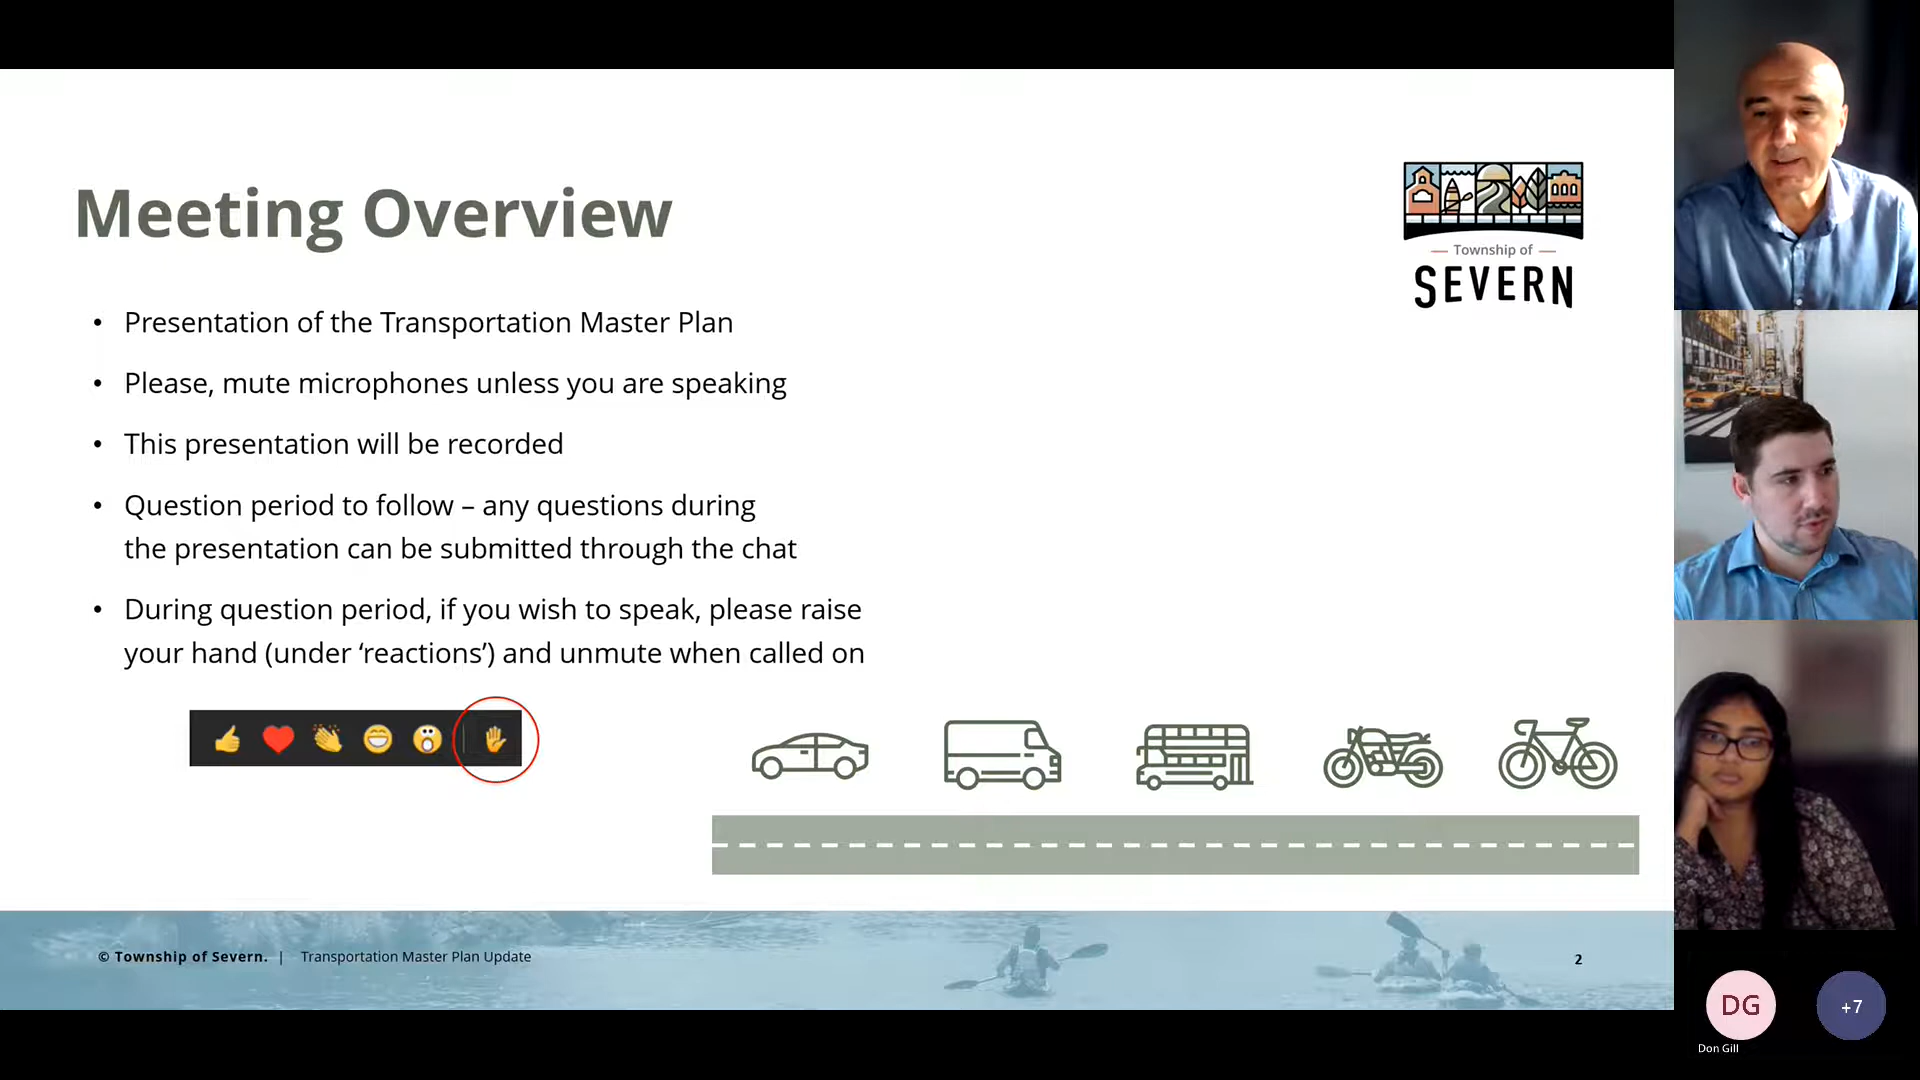 Meeting Overview
Township of
SEVERN
• Presentation of the Transportation Master Plan
• Please, mute microphones unless you are speaking
• This presentation will be recorded
• Question period to follow – any questions during
the presentation can be submitted through the chat
• During question period, if you wish to speak, please raise
your hand (under ‘reactions’) and unmute when called on
© Township of Severn. | Transportation Master Plan Update
2
DG
+7
Don Gill